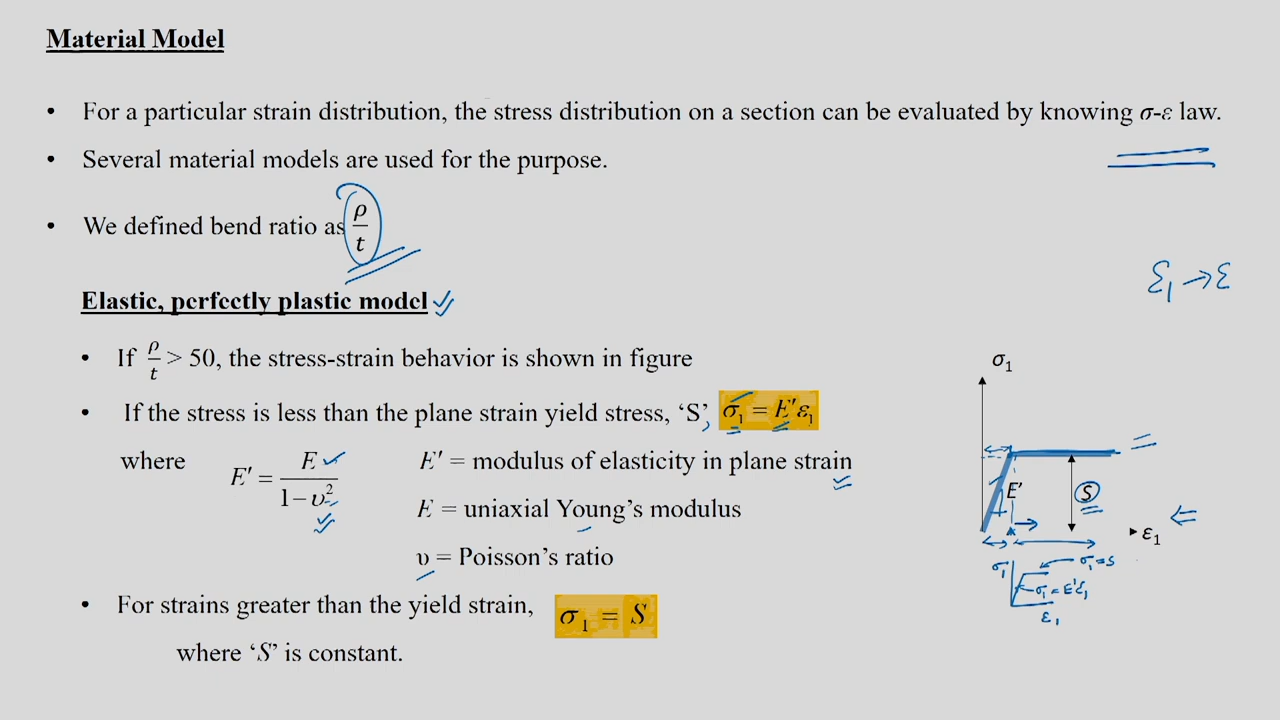 Material Model
• For a particular strain distribution, the stress distribution on a section can be evaluated by knowing σ-ε law.
• Several material models are used for the purpose.
• We defined bend ratio as ρ/t
ε₁ → ε
Elastic, perfectly plastic model
• If ρ/t > 50, the stress-strain behavior is shown in figure
• If the stress is less than the plane strain yield stress, ‘S’, σ₁ = E′ε₁
where E′ = E/(1−υ²)
E′ = modulus of elasticity in plane strain
E = uniaxial Young’s modulus
υ = Poisson’s ratio
• For strains greater than the yield strain, σ₁ = S
where ‘S’ is constant.
σ₁
E′
S
ε₁
σ₁
σ₁=S
σ₁=E′ε₁
ε₁